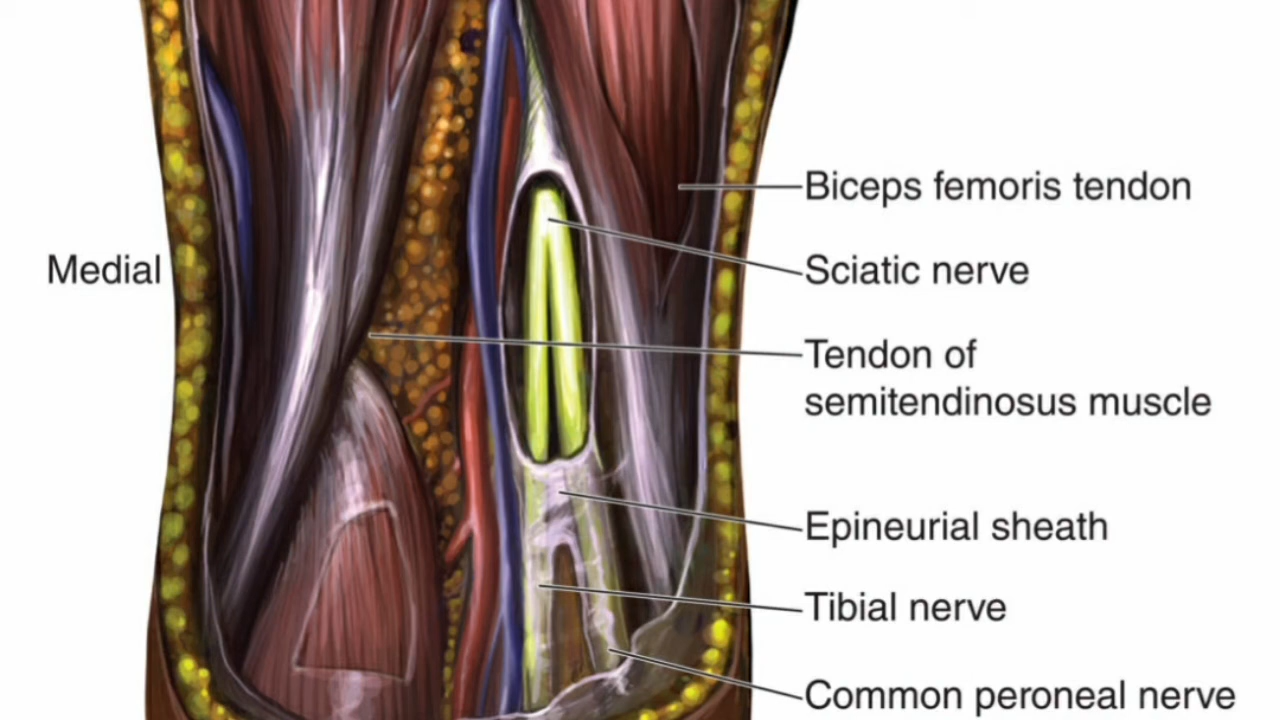 Biceps femoris tendon
Medial
Sciatic nerve
Tendon of
semitendinosus muscle
Epineurial sheath
Tibial nerve
Common peroneal nerve